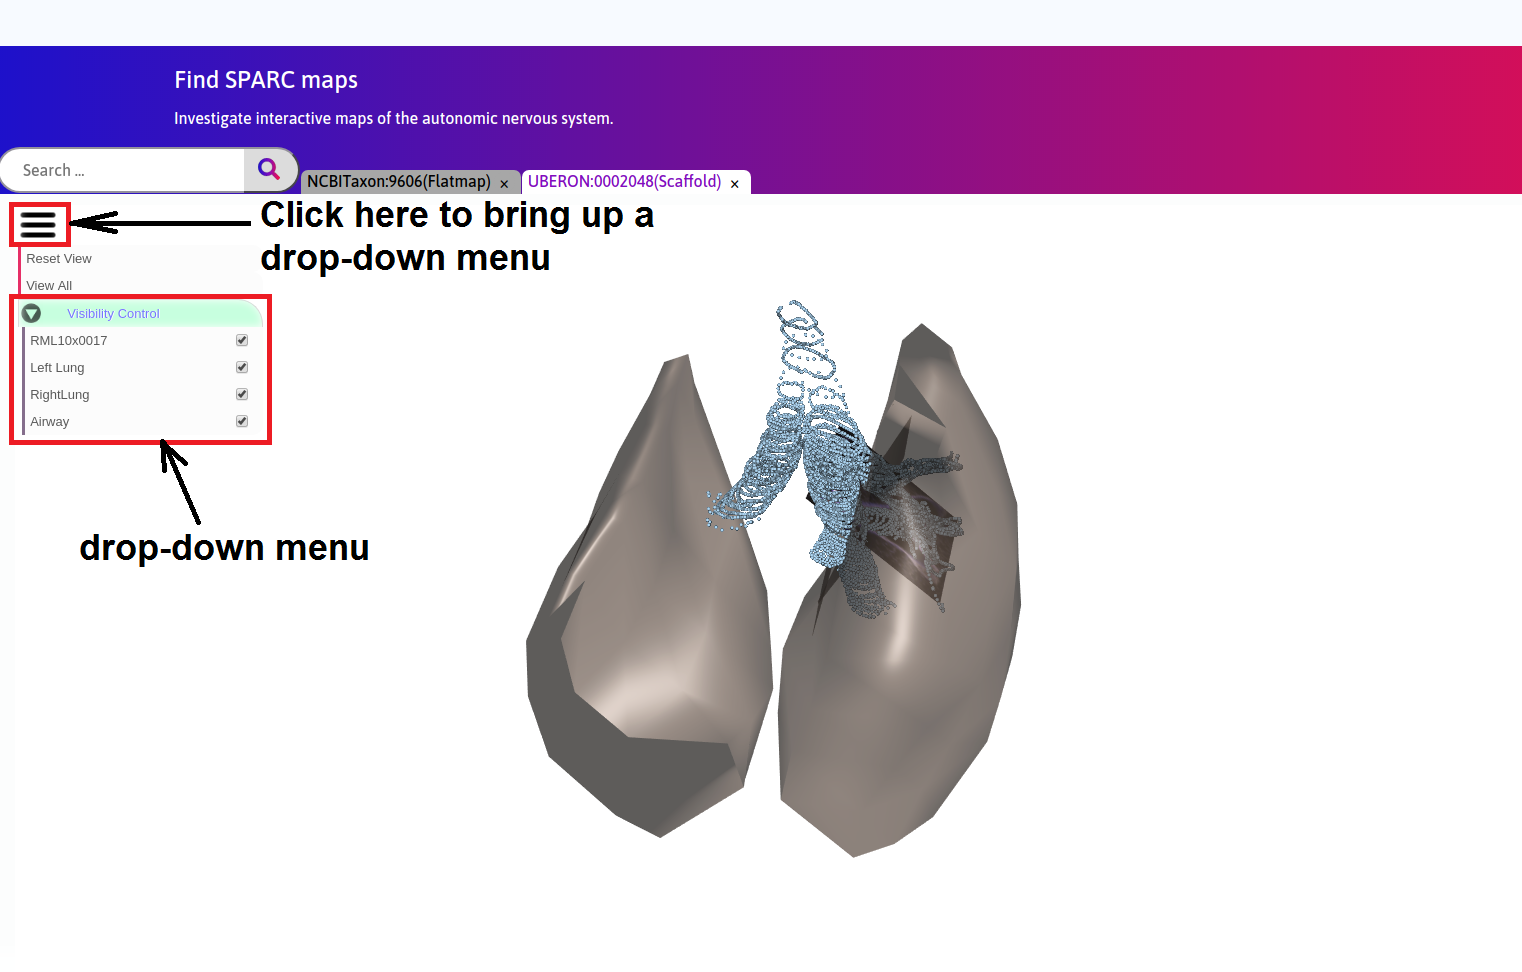 Find SPARC maps
Investigate interactive maps of the autonomic nervous system.
Search ...
NCBITaxon:9606(Flatmap) ×
UBERON:0002048(Scaffold) ×
Click here to bring up a
drop-down menu
Reset View
View All
Visibility Control
RML10x0017
Left Lung
RightLung
Airway
drop-down menu